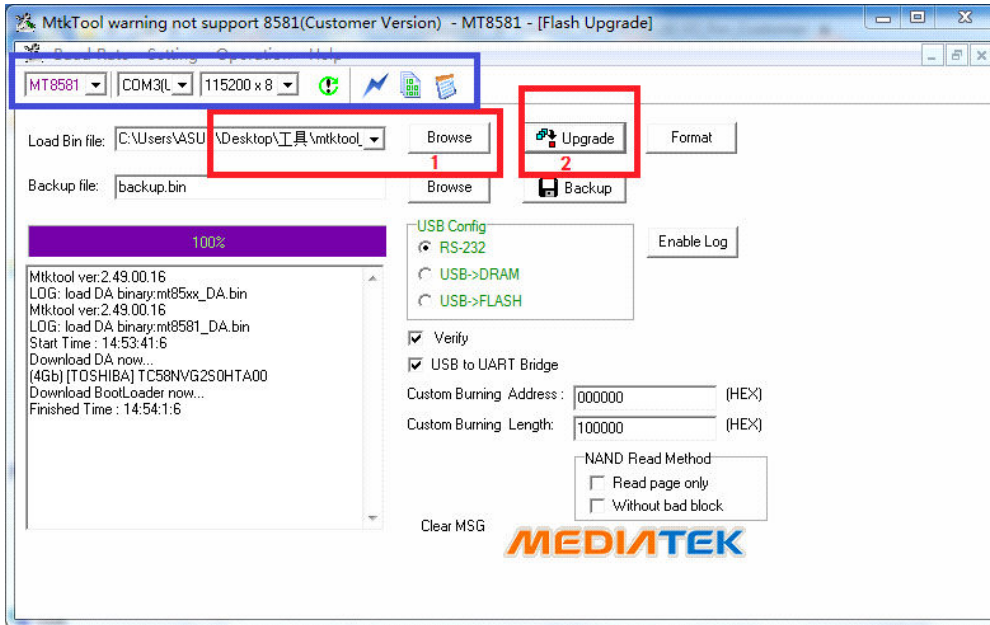 MtkTool warning not support 8581(Customer Version) - MT8581 - [Flash Upgrade]
Baud Rate Setting Operation Help
MT8581 COM3(L 115200 x 8
Load Bin file: C:\Users\ASU \Desktop\工具\mtktool_ Browse Upgrade Format
1 2
Backup file: backup.bin Browse Backup
100%
USB Config
RS-232 Enable Log
USB->DRAM
USB->FLASH
Mtktool ver:2.49.00.16
LOG: load DA binary:mt85xx_DA.bin
Mtktool ver:2.49.00.16
LOG: load DA binary:mt8581_DA.bin
Start Time : 14:53:41:6
Download DA now...
(4Gb) [TOSHIBA] TC58NVG2S0HTA00
Download BootLoader now...
Finished Time : 14:54:1:6
Verify
USB to UART Bridge
Custom Burning Address : 000000 (HEX)
Custom Burning Length: 100000 (HEX)
NAND Read Method
Read page only
Without bad block
Clear MSG
MEDIATEK